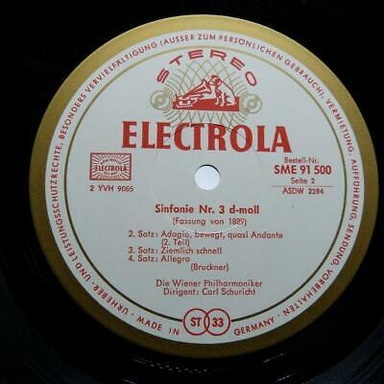 URHEBER- UND LEISTUNGSSCHUTZRECHTE, BESONDERS VERVIELFÄLTIGUNG (AUSSER ZUM PERSÖNLICHEN GEBRAUCH), VERMIETUNG, AUFFÜHRUNG, SENDUNG, VORBEHALTEN.
STEREO
ELECTROLA
ELECTROLA
2 YVH 9065
Bestell-Nr.
SME 91 500
Seite 2
ASDW 2284
Sinfonie Nr. 3 d-moll
(Fassung von 1889)
2. Satz: Adagio, bewegt, quasi Andante
(2. Teil)
3. Satz: Ziemlich schnell
4. Satz: Allegro
(Bruckner)
Die Wiener Philharmoniker
Dirigent: Carl Schuricht
MADE IN ST 33 GERMANY